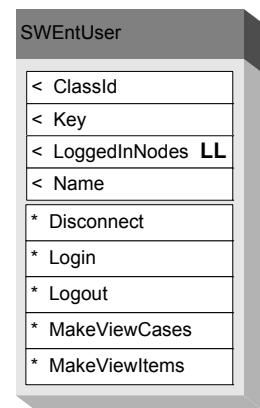 SWEntUser
< ClassId
< Key
< LoggedInNodes LL
< Name
* Disconnect
* Login
* Logout
* MakeViewCases
* MakeViewItems